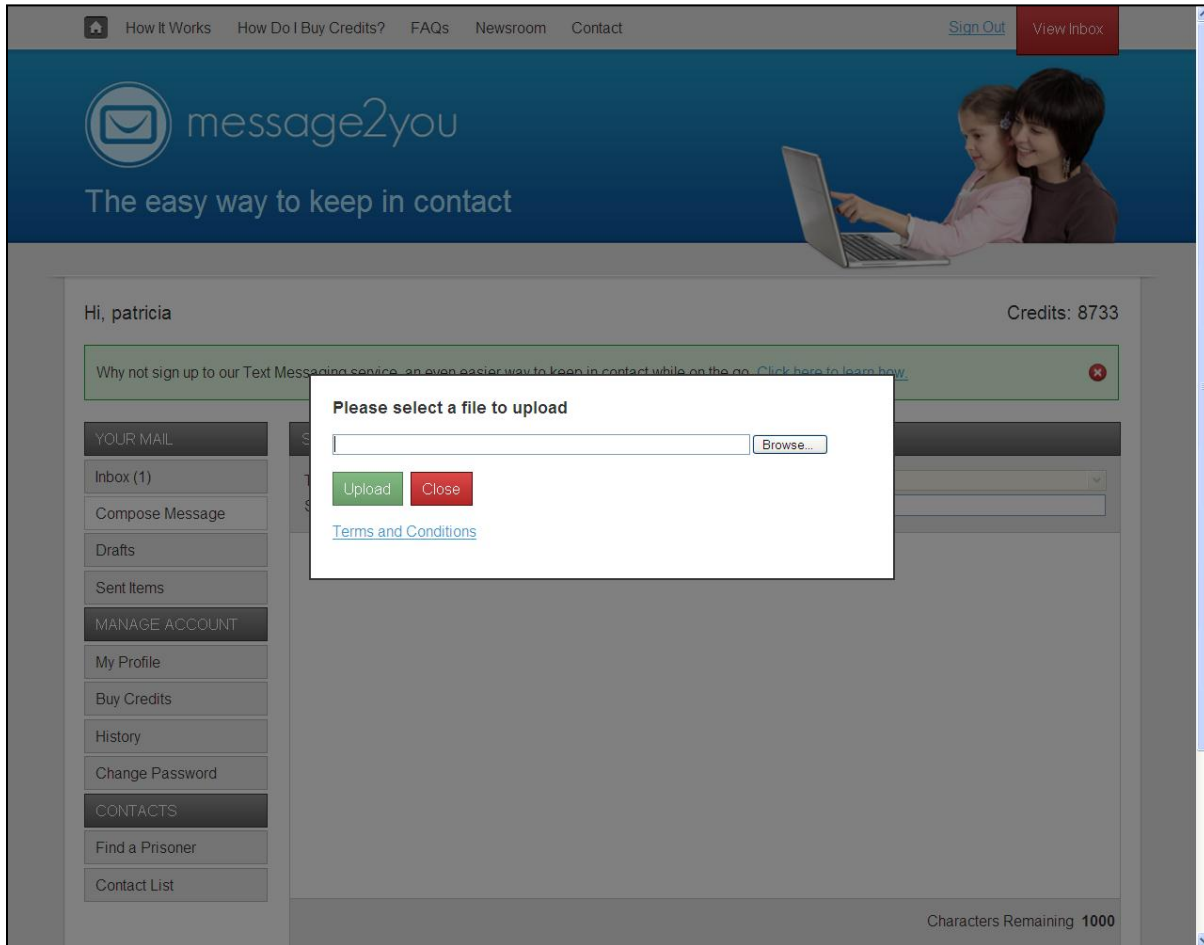 How It Works How Do I Buy Credits? FAQs Newsroom Contact Sign Out View Inbox
message2you
The easy way to keep in contact
Hi, patricia Credits: 8733
Why not sign up to our Text Messaging service, an even easier way to keep in contact while on the go. Click here to learn how.
Please select a file to upload
Browse...
Upload Close
Terms and Conditions
YOUR MAIL
Inbox (1)
Compose Message
Drafts
Sent Items
MANAGE ACCOUNT
My Profile
Buy Credits
History
Change Password
CONTACTS
Find a Prisoner
Contact List
Characters Remaining 1000